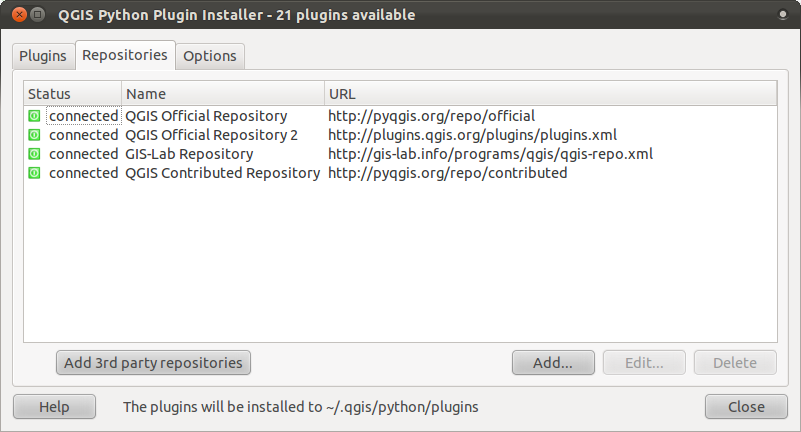 QGIS Python Plugin Installer - 21 plugins available
Plugins Repositories Options
Status Name URL
connected QGIS Official Repository http://pyqgis.org/repo/official
connected QGIS Official Repository 2 http://plugins.qgis.org/plugins/plugins.xml
connected GIS-Lab Repository http://gis-lab.info/programs/qgis/qgis-repo.xml
connected QGIS Contributed Repository http://pyqgis.org/repo/contributed
Add 3rd party repositories Add... Edit... Delete
Help The plugins will be installed to ~/.qgis/python/plugins Close